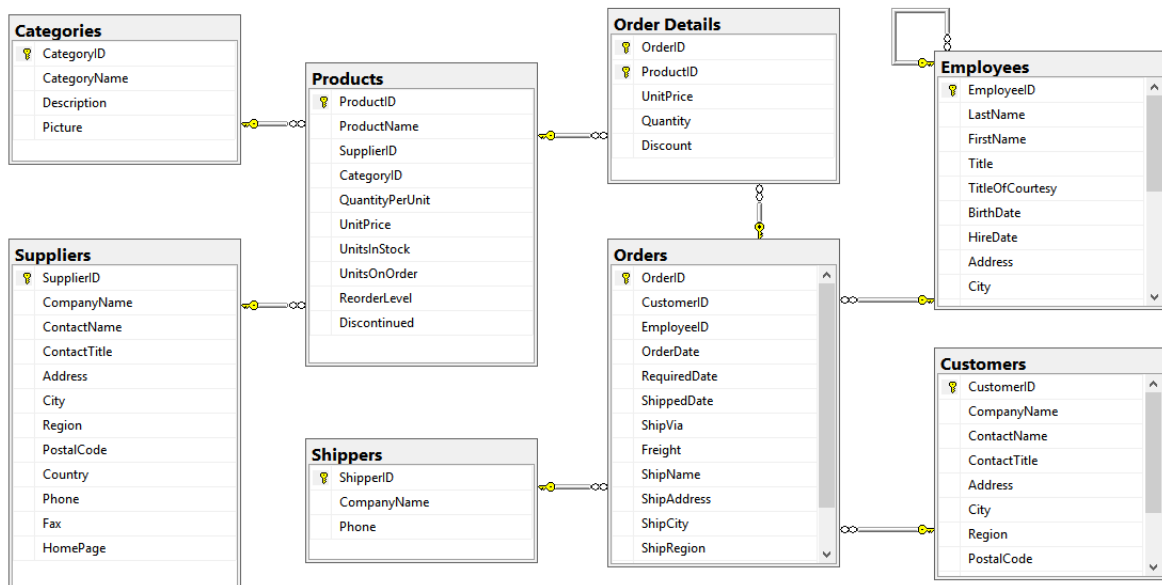 Categories
CategoryID
CategoryName
Description
Picture
Suppliers
SupplierID
CompanyName
ContactName
ContactTitle
Address
City
Region
PostalCode
Country
Phone
Fax
HomePage
Products
ProductID
ProductName
SupplierID
CategoryID
QuantityPerUnit
UnitPrice
UnitsInStock
UnitsOnOrder
ReorderLevel
Discontinued
Shippers
ShipperID
CompanyName
Phone
Order Details
OrderID
ProductID
UnitPrice
Quantity
Discount
Orders
OrderID
CustomerID
EmployeeID
OrderDate
RequiredDate
ShippedDate
ShipVia
Freight
ShipName
ShipAddress
ShipCity
ShipRegion
Employees
EmployeeID
LastName
FirstName
Title
TitleOfCourtesy
BirthDate
HireDate
Address
City
Customers
CustomerID
CompanyName
ContactName
ContactTitle
Address
City
Region
PostalCode